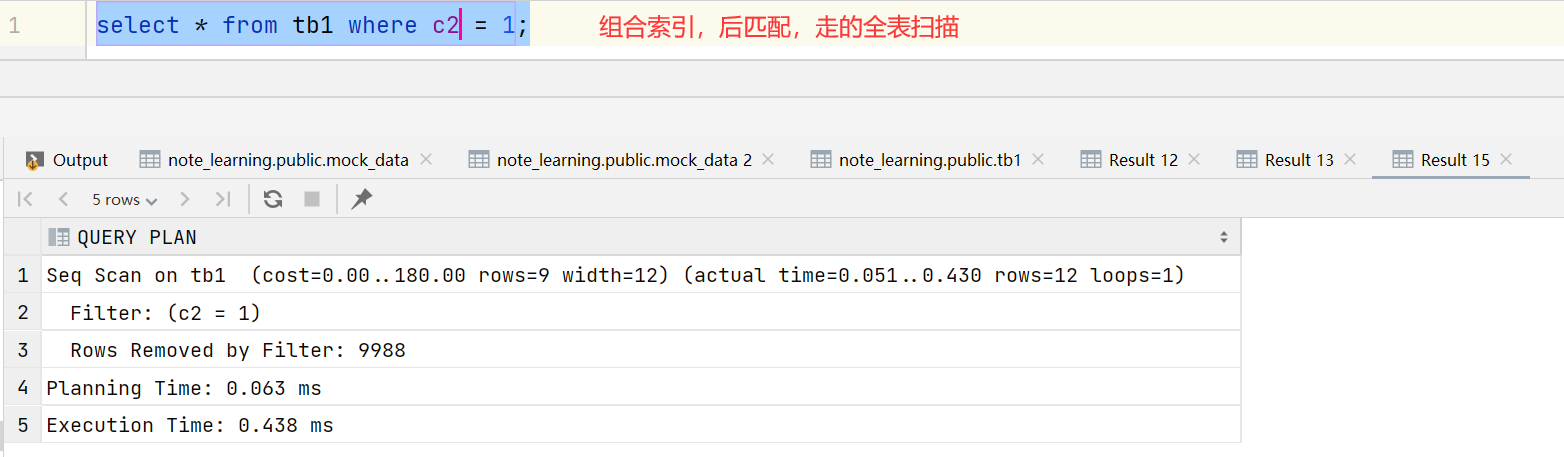 1 select * from tb1 where c2 = 1; 组合索引，后匹配，走的全表扫描
Output note_learning.public.mock_data note_learning.public.mock_data 2 note_learning.public.tb1 Result 12 Result 13 Result 15
5 rows
QUERY PLAN
1 Seq Scan on tb1 (cost=0.00..180.00 rows=9 width=12) (actual time=0.051..0.430 rows=12 loops=1)
2 Filter: (c2 = 1)
3 Rows Removed by Filter: 9988
4 Planning Time: 0.063 ms
5 Execution Time: 0.438 ms